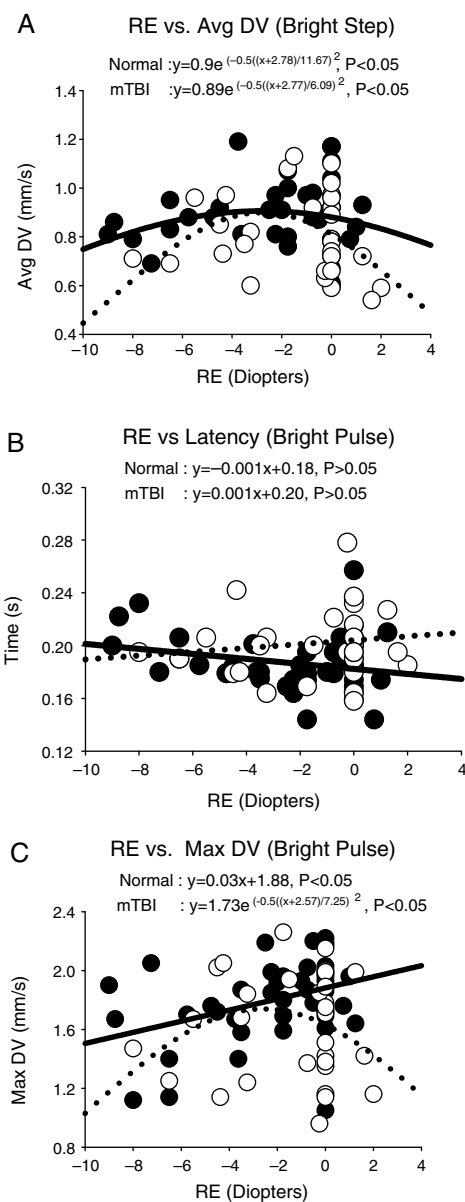 A
RE vs. Avg DV (Bright Step)
Normal :y=0.9e (−0.5((x+2.78)/11.67) 2, P<0.05
mTBI :y=0.89e (−0.5((x+2.77)/6.09) 2, P<0.05
1.4
1.2
1.0
0.8
0.6
0.4
Avg DV (mm/s)
−10 −8 −6 −4 −2 0 2 4
RE (Diopters)
B
RE vs Latency (Bright Pulse)
Normal : y=−0.001x+0.18, P>0.05
mTBI : y=0.001x+0.20, P>0.05
0.32
0.28
0.24
0.20
0.16
0.12
Time (s)
−10 −8 −6 −4 −2 0 2 4
RE (Diopters)
C
RE vs. Max DV (Bright Pulse)
Normal : y=0.03x+1.88, P<0.05
mTBI : y=1.73e (−0.5((x+2.57)/7.25) 2, P<0.05
2.4
2.0
1.6
1.2
0.8
Max DV (mm/s)
−10 −8 −6 −4 −2 0 2 4
RE (Diopters)